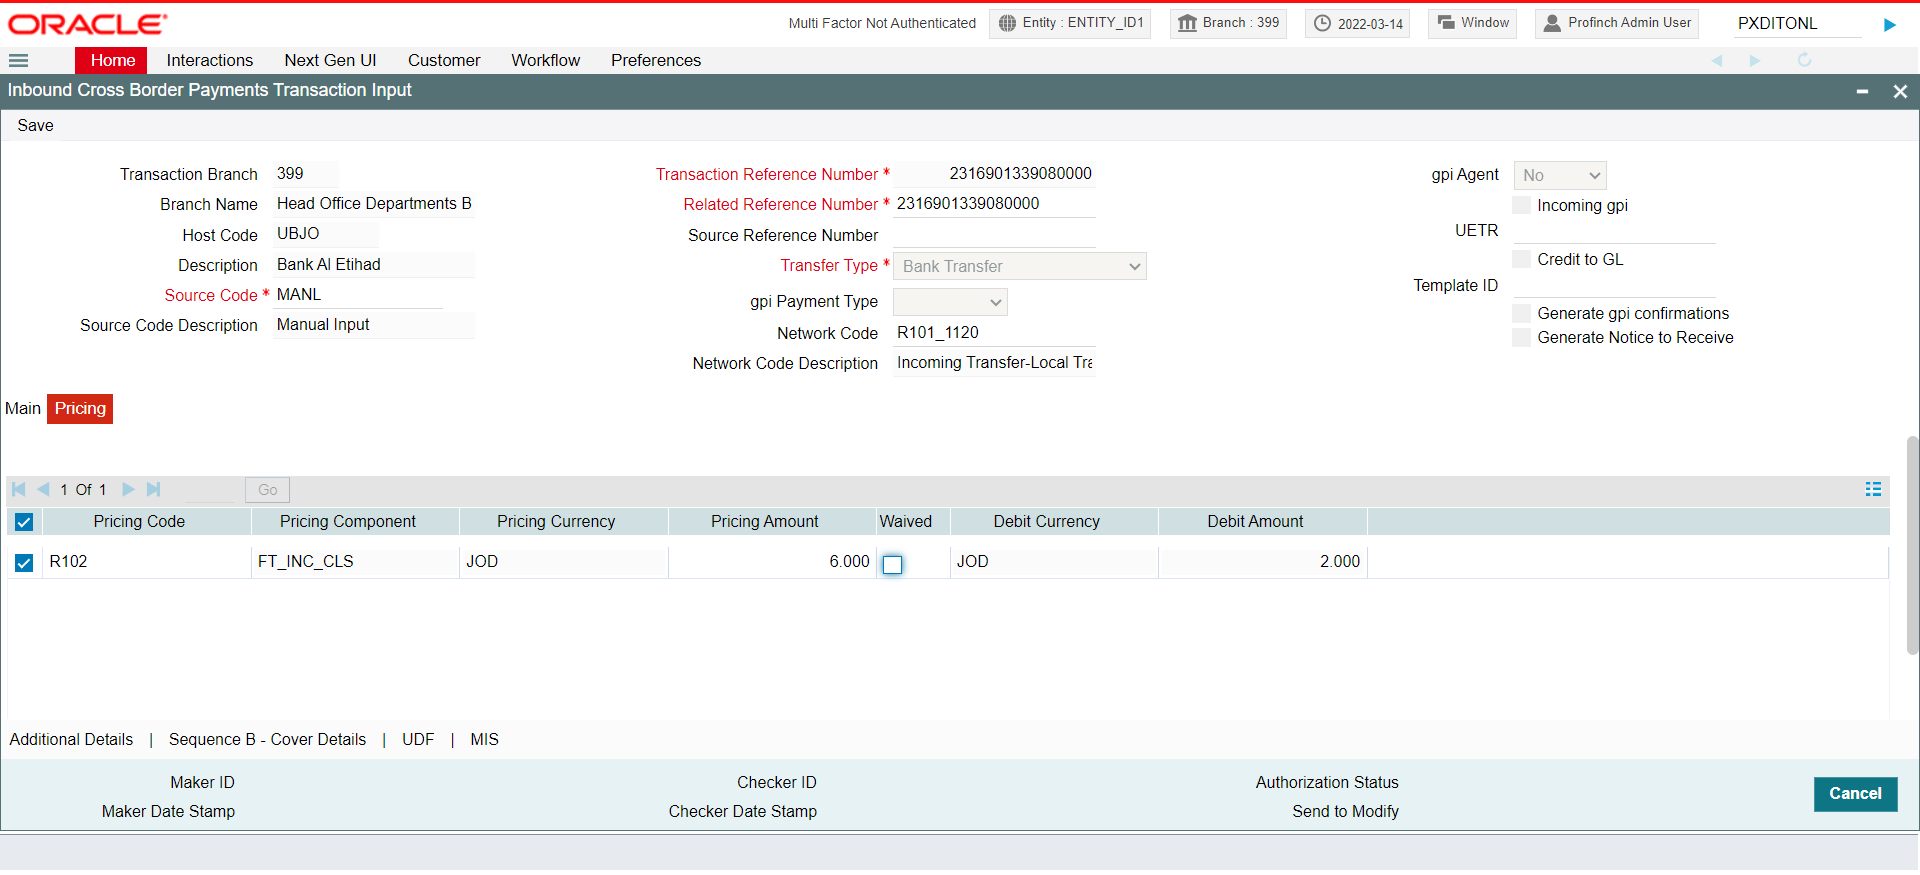 ORACLE
Multi Factor Not Authenticated Entity : ENTITY_ID1 Branch : 399 2022-03-14 Window Profinch Admin User PXDITONL
Home Interactions Next Gen UI Customer Workflow Preferences
Inbound Cross Border Payments Transaction Input
Save
Transaction Branch 399 Transaction Reference Number * 2316901339080000 gpi Agent No
Branch Name Head Office Departments B Related Reference Number * 2316901339080000 Incoming gpi
Host Code UBJO Source Reference Number UETR
Description Bank Al Etihad Transfer Type * Bank Transfer Credit to GL
Source Code * MANL gpi Payment Type Template ID
Source Code Description Manual Input Network Code R101_1120 Generate gpi confirmations
Generate Notice to Receive
Network Code Description Incoming Transfer-Local Tra
Main Pricing
1 Of 1 Go
Pricing Code Pricing Component Pricing Currency Pricing Amount Waived Debit Currency Debit Amount
R102 FT_INC_CLS JOD 6.000 JOD 2.000
Additional Details | Sequence B - Cover Details | UDF | MIS
Maker ID Checker ID Authorization Status
Cancel
Maker Date Stamp Checker Date Stamp Send to Modify